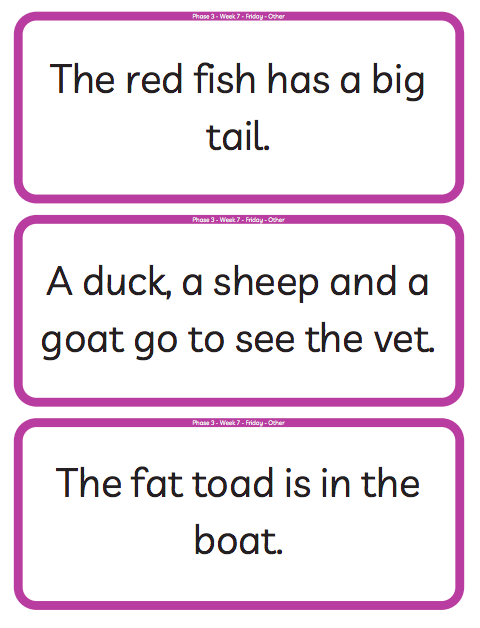 Phase 3 - Week 7 - Friday - Other
The red fish has a big
tail.
Phase 3 - Week 7 - Friday - Other
A duck, a sheep and a
goat go to see the vet.
Phase 3 - Week 7 - Friday - Other
The fat toad is in the
boat.